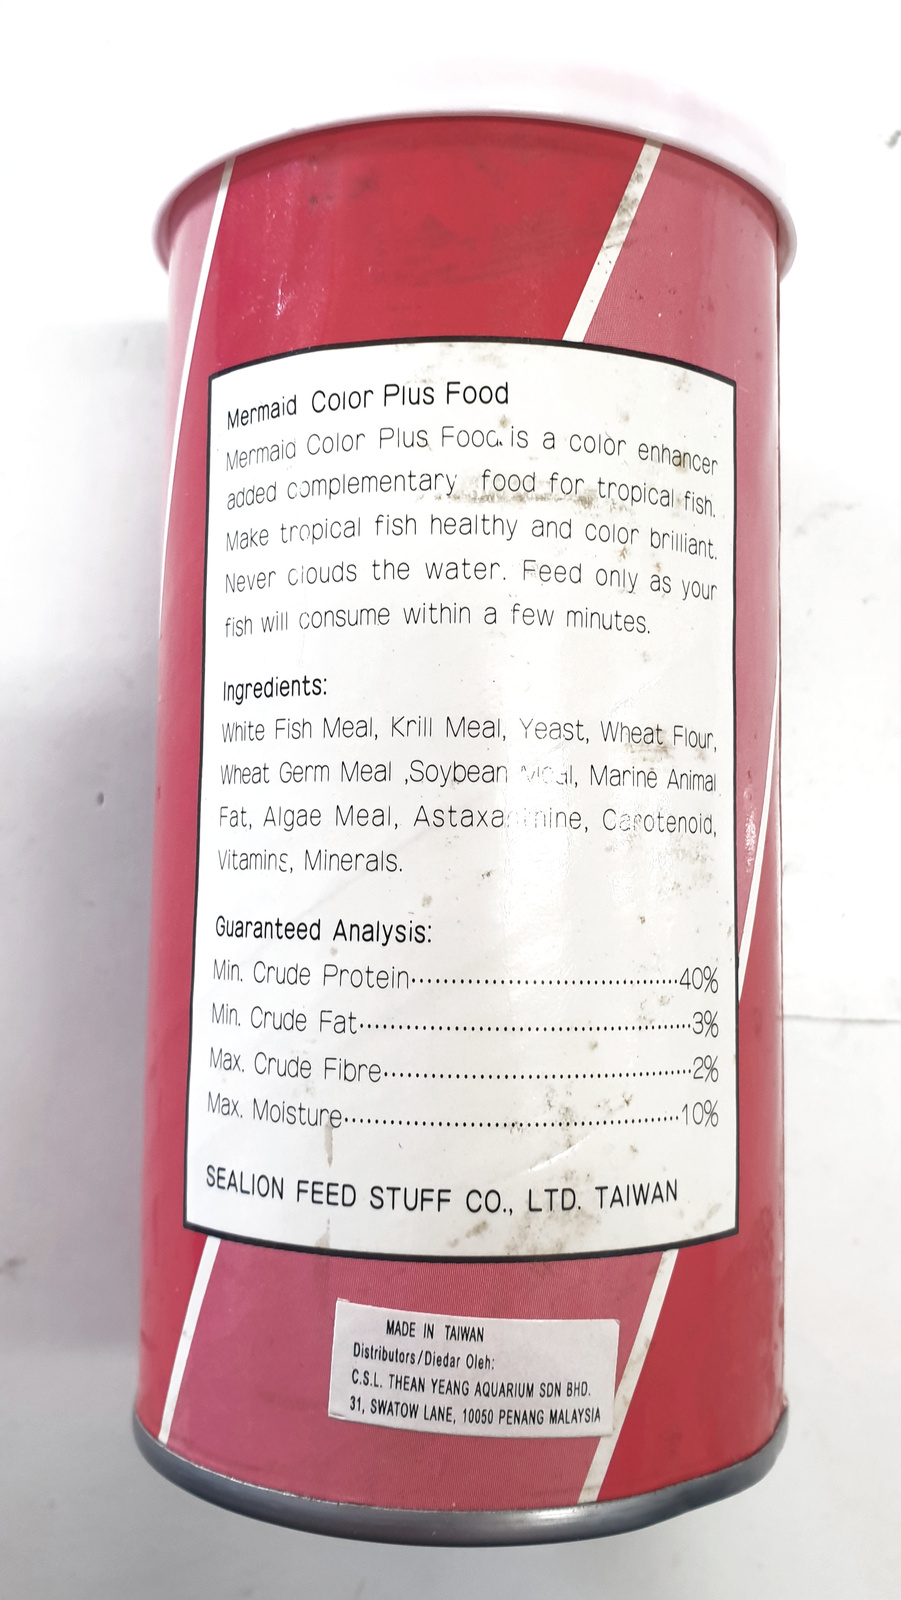 Mermaid Color Plus Food
Mermaid Color Plus Food is a color enhancer
added complementary food for tropical fish.
Make tropical fish healthy and color brilliant.
Never clouds the water. Feed only as your
fish will consume within a few minutes.
Ingredients:
White Fish Meal, Krill Meal, Yeast, Wheat Flour,
Wheat Germ Meal ,Soybean Meal, Marine Animal
Fat, Algae Meal, Carotenoid,
Vitamins, Minerals.
Guaranteed Analysis:
Min. Crude Protein..................................40%
Min. Crude Fat..........................................3%
Max. Crude Fibre.......................................2%
Max. Moisture..........................................10%
SEALION FEED STUFF CO., LTD. TAIWAN
MADE IN TAIWAN
Distributors/Diedar Oleh:
C.S.L. THEAN YEANG AQUARIUM SDN BHD.
31, SWATOW LANE, 10050 PENANG MALAYSIA